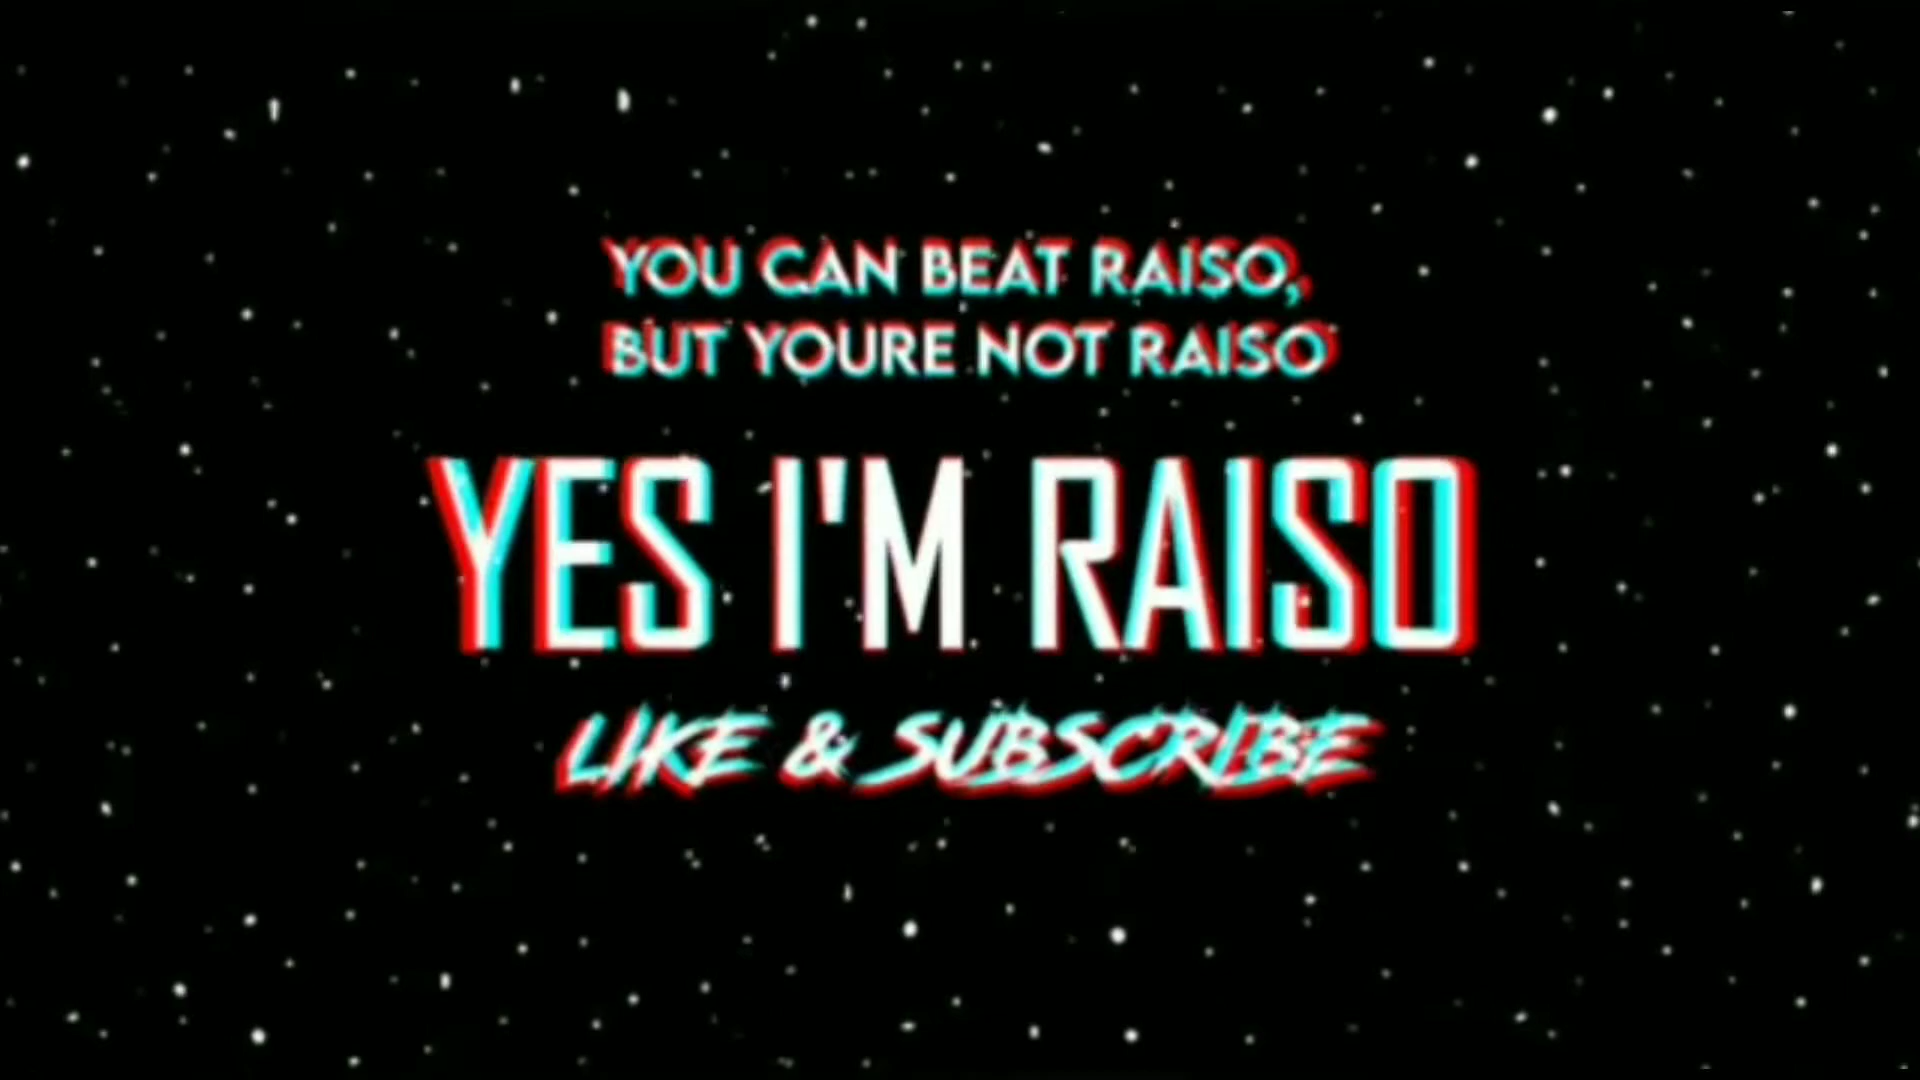 YOU CAN BEAT RAISO,
BUT YOURE NOT RAISO
YES I'M RAISO
LIKE & SUBSCRIBE